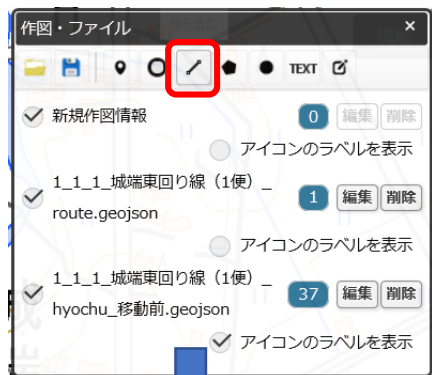 作図・ファイル ×
TEXT
新規作図情報 0 編集 削除
アイコンのラベルを表示
1_1_1_城端東回り線（1便）_
route.geojson 1 編集 削除
アイコンのラベルを表示
1_1_1_城端東回り線（1便）_
hyochu_移動前.geojson 37 編集 削除
アイコンのラベルを表示